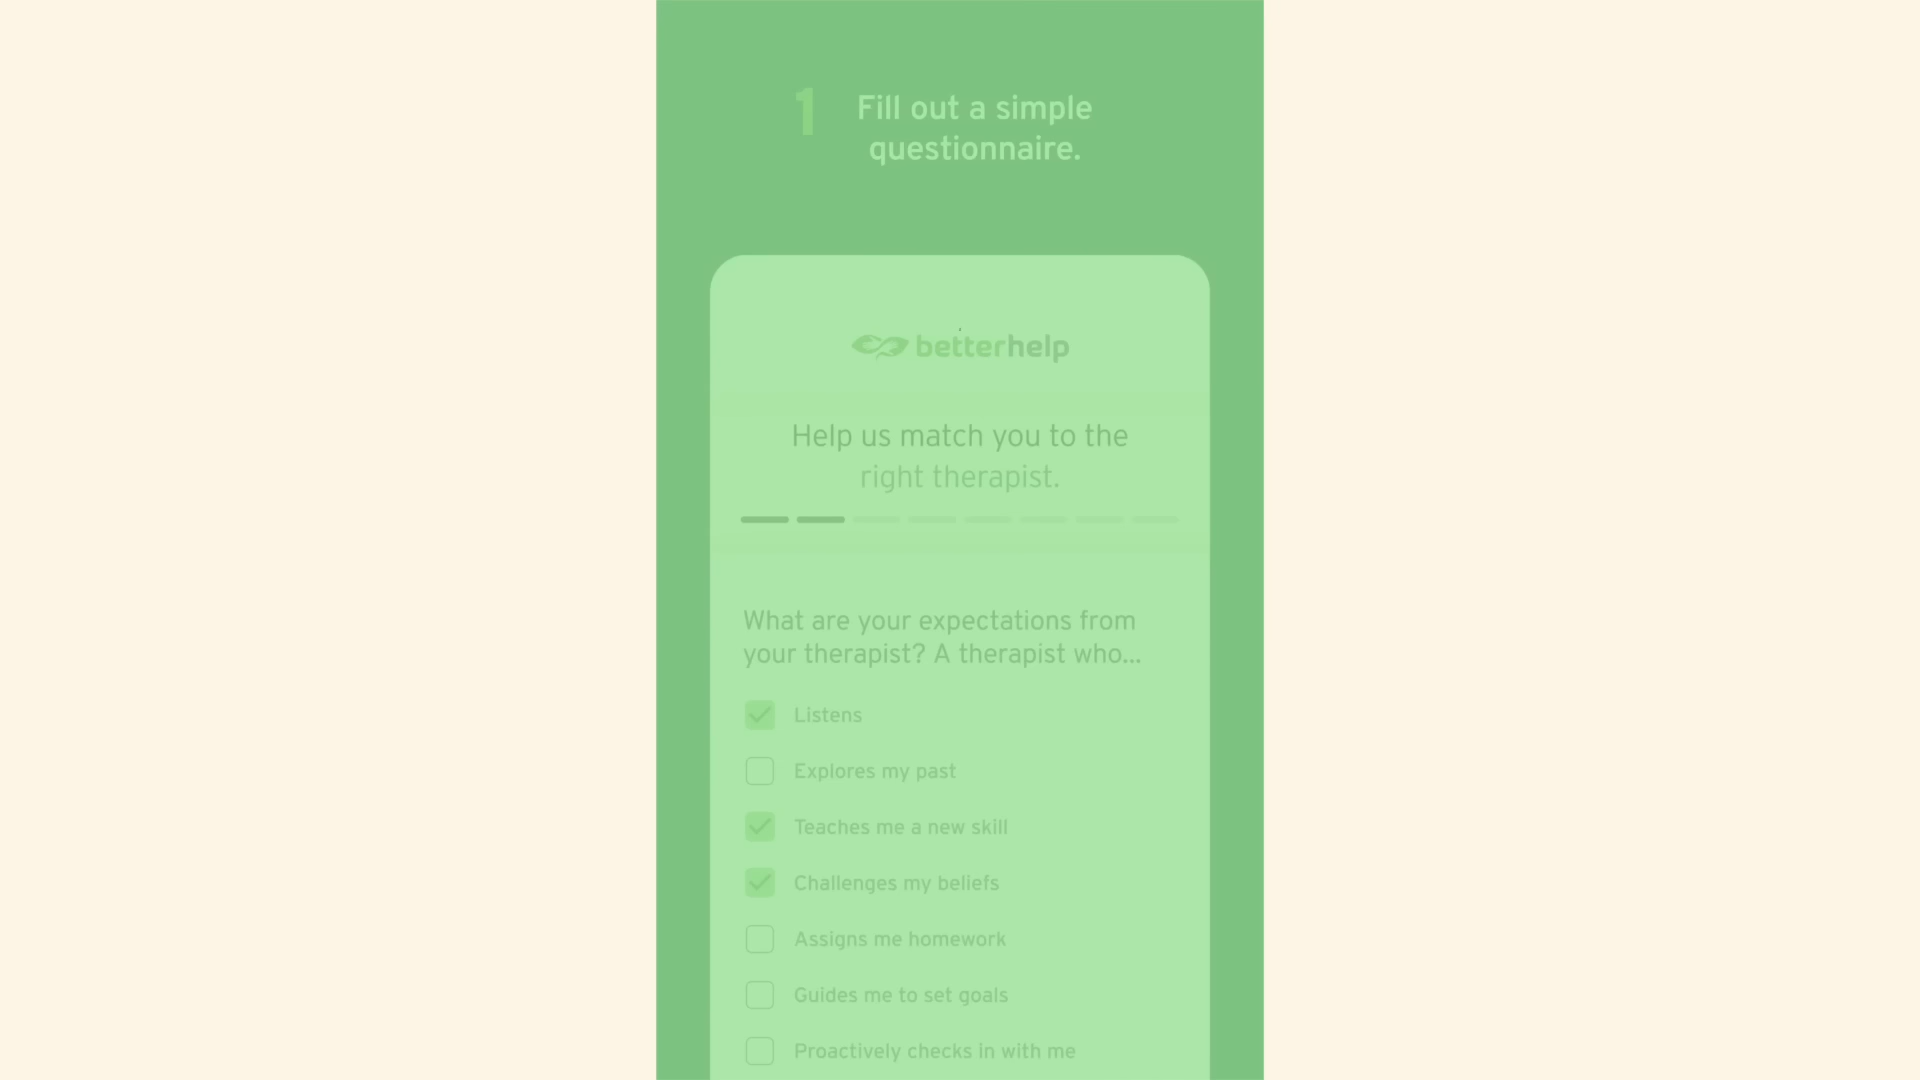 1 Fill out a simple
questionnaire.
betterhelp
Help us match you to the
right therapist.
What are your expectations from
your therapist? A therapist who...
Listens
Explores my past
Teaches me a new skill
Challenges my beliefs
Assigns me homework
Guides me to set goals
Proactively checks in with me